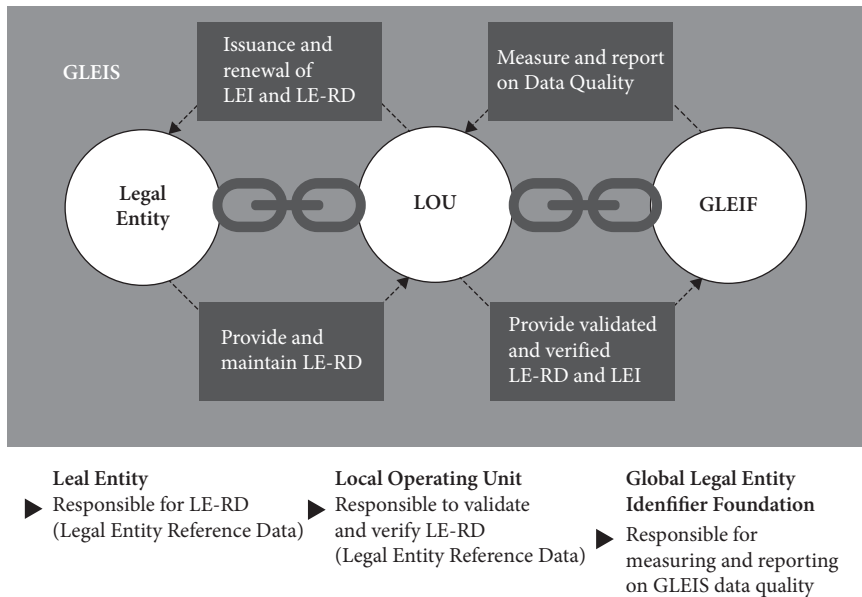 GLEIS
Issuance and
renewal of
LEI and LE-RD
Measure and report
on Data Quality
Legal
Entity
LOU
GLEIF
Provide and
maintain LE-RD
Provide validated
and verified
LE-RD and LEI
Leal Entity
Responsible for LE-RD
(Legal Entity Reference Data)
Local Operating Unit
Responsible to validate
and verify LE-RD
(Legal Entity Reference Data)
Global Legal Entity
Idenfifier Foundation
Responsible for
measuring and reporting
on GLEIS data quality